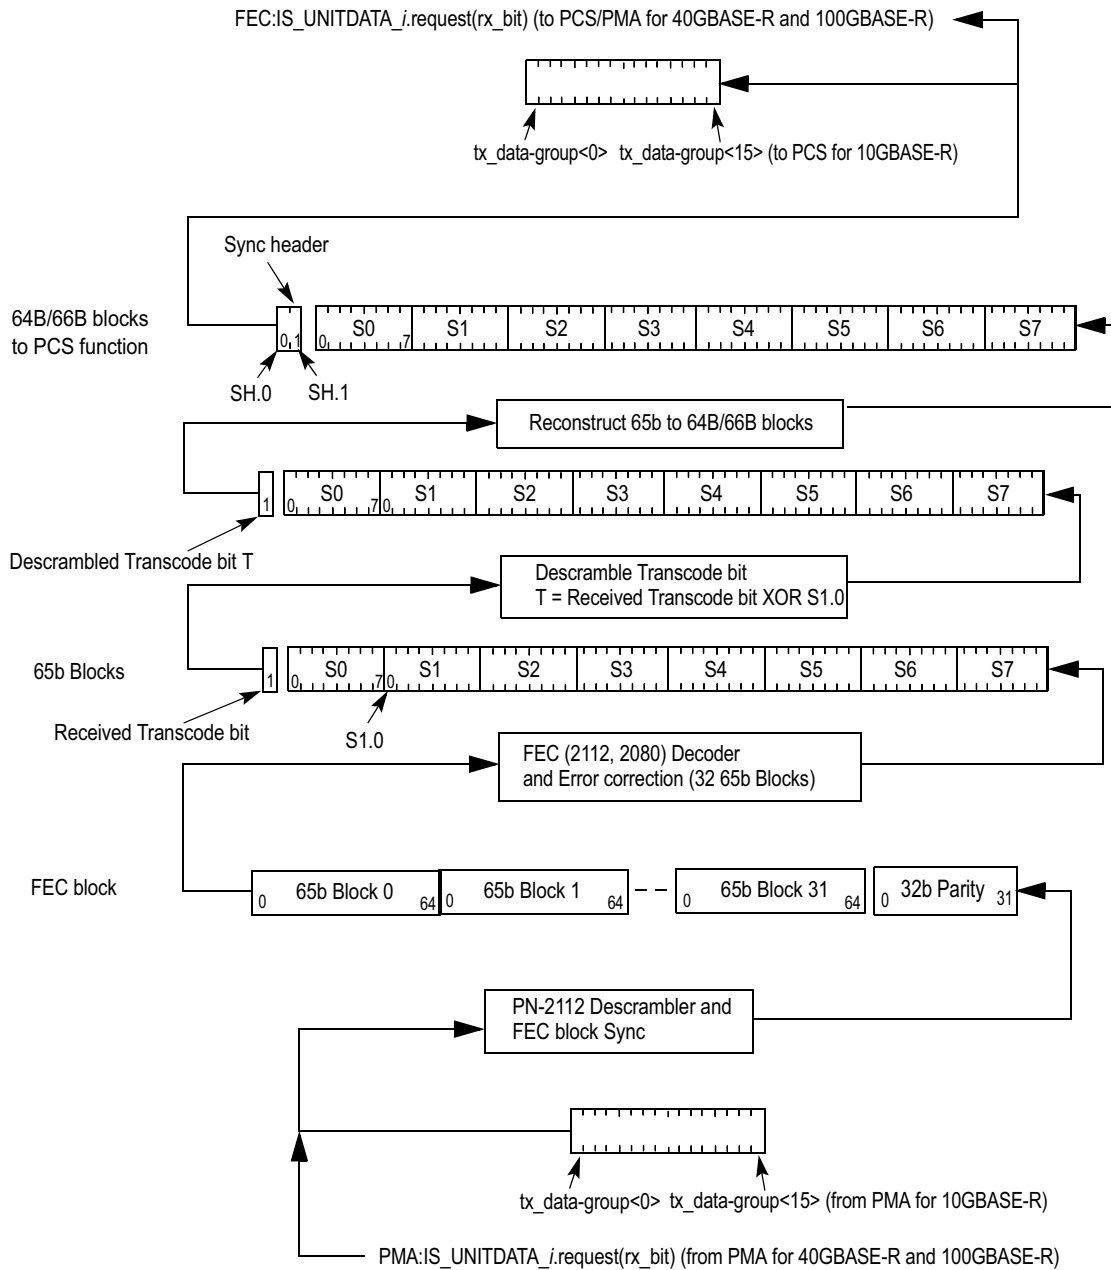 FEC:IS_UNITDATA_i.request(rx_bit) (to PCS/PMA for 40GBASE-R and 100GBASE-R)
tx_data-group<0> tx_data-group<15> (to PCS for 10GBASE-R)
Sync header
64B/66B blocks
to PCS function
0 1 0 S0 7 S1 S2 S3 S4 S5 S6 S7
SH.0 SH.1
Reconstruct 65b to 64B/66B blocks
1 0 S0 7 0 S1 S2 S3 S4 S5 S6 S7
Descrambled Transcode bit T
Descramble Transcode bit
T = Received Transcode bit XOR S1.0
65b Blocks
1 0 S0 7 0 S1 S2 S3 S4 S5 S6 S7
Received Transcode bit
S1.0
FEC (2112, 2080) Decoder
and Error correction (32 65b Blocks)
FEC block
0 65b Block 0 64 0 65b Block 1 64 0 65b Block 31 64 0 32b Parity 31
PN-2112 Descrambler and
FEC block Sync
tx_data-group<0> tx_data-group<15> (from PMA for 10GBASE-R)
PMA:IS_UNITDATA_i.request(rx_bit) (from PMA for 40GBASE-R and 100GBASE-R)